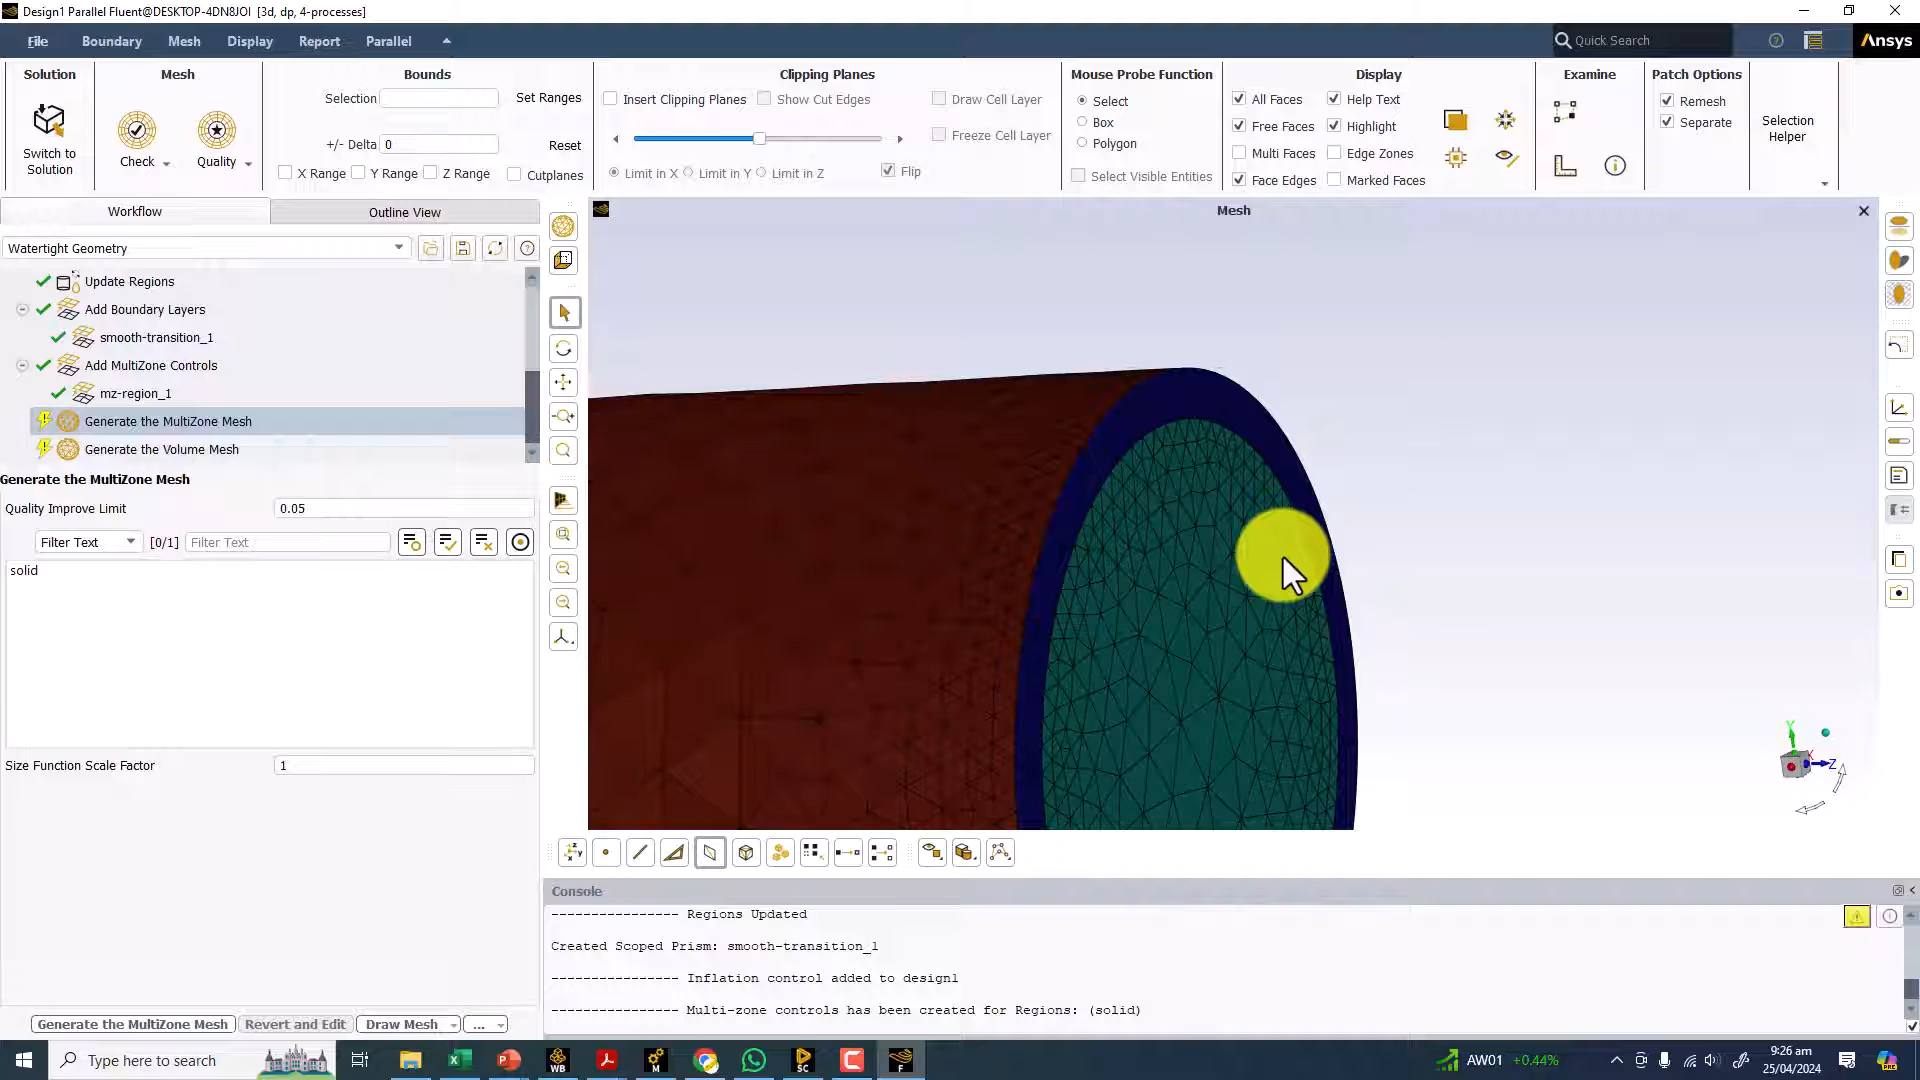 Design1 Parallel Fluent@DESKTOP-4DN8JOI [3d, dp, 4-processes]
File Boundary Mesh Display Report Parallel
Quick Search
Ansys
Solution
Switch to
Solution
Mesh
Check
Quality
Bounds
Selection
Set Ranges
+/- Delta 0
Reset
X Range Y Range Z Range Cutplanes
Clipping Planes
Insert Clipping Planes Show Cut Edges Draw Cell Layer
Freeze Cell Layer
Limit in X Limit in Y Limit in Z Flip
Mouse Probe Function
Select
Box
Polygon
Select Visible Entities
Display
All Faces Help Text
Free Faces Highlight
Multi Faces Edge Zones
Face Edges Marked Faces
Examine
Patch Options
Remesh
Separate
Selection
Helper
Workflow
Outline View
Watertight Geometry
Update Regions
Add Boundary Layers
smooth-transition_1
Add MultiZone Controls
mz-region_1
Generate the MultiZone Mesh
Generate the Volume Mesh
Generate the MultiZone Mesh
Quality Improve Limit 0.05
Filter Text [0/1] Filter Text
solid
Size Function Scale Factor 1
Generate the MultiZone Mesh Revert and Edit Draw Mesh ...
Mesh
Y
X
Z
Console
---------------- Regions Updated
Created Scoped Prism: smooth-transition_1
---------------- Inflation control added to design1
---------------- Multi-zone controls has been created for Regions: (solid)
Type here to search
WB
M
SC
F
AW01 +0.44%
9:26 am
25/04/2024
PRE